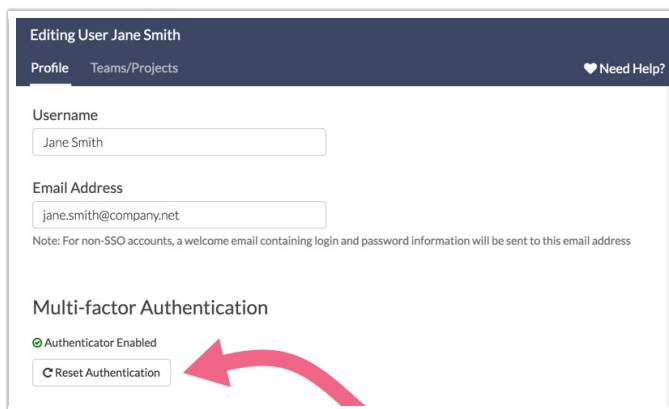 Editing User Jane Smith
Profile Teams/Projects Need Help?
Username
Jane Smith
Email Address
jane.smith@company.net
Note: For non-SSO accounts, a welcome email containing login and password information will be sent to this email address
Multi-factor Authentication
Authenticator Enabled
Reset Authentication